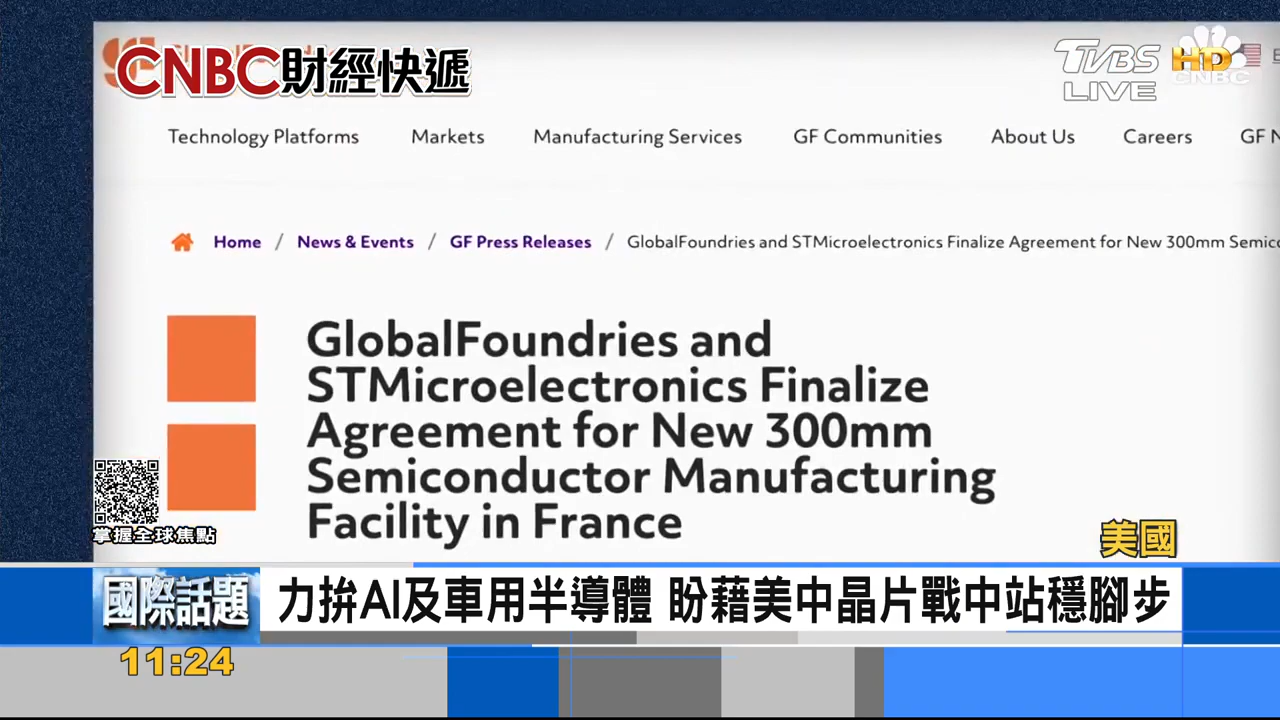 CNBC財經快遞
TVBS
HD
LIVE
CNBC
Technology Platforms
Markets
Manufacturing Services
GF Communities
About Us
Careers
GF N
Home / News & Events / GF Press Releases / GlobalFoundries and STMicroelectronics Finalize Agreement for New 300mm Semic
GlobalFoundries and
STMicroelectronics Finalize
Agreement for New 300mm
Semiconductor Manufacturing
Facility in France
掌握全球焦點
美國
國際話題
力拚AI及車用半導體 盼藉美中晶片戰中站穩腳步
11:24